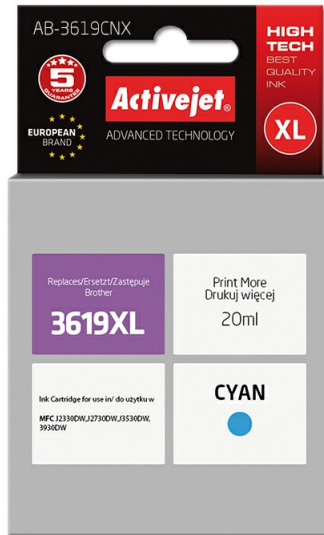 AB-3619CNX
HIGH
TECH
BEST
QUALITY
INK
5
YEARS
GUARANTEE
Activejet®
EUROPEAN
BRAND
ADVANCED TECHNOLOGY
XL
Replaces/Ersetzt/Zastępuje
Brother
3619XL
Print More
Drukuj więcej
20ml
Ink Cartridge for use in/ do użytku w
MFC J2330DW,J2730DW,J3530DW,
3930DW
CYAN